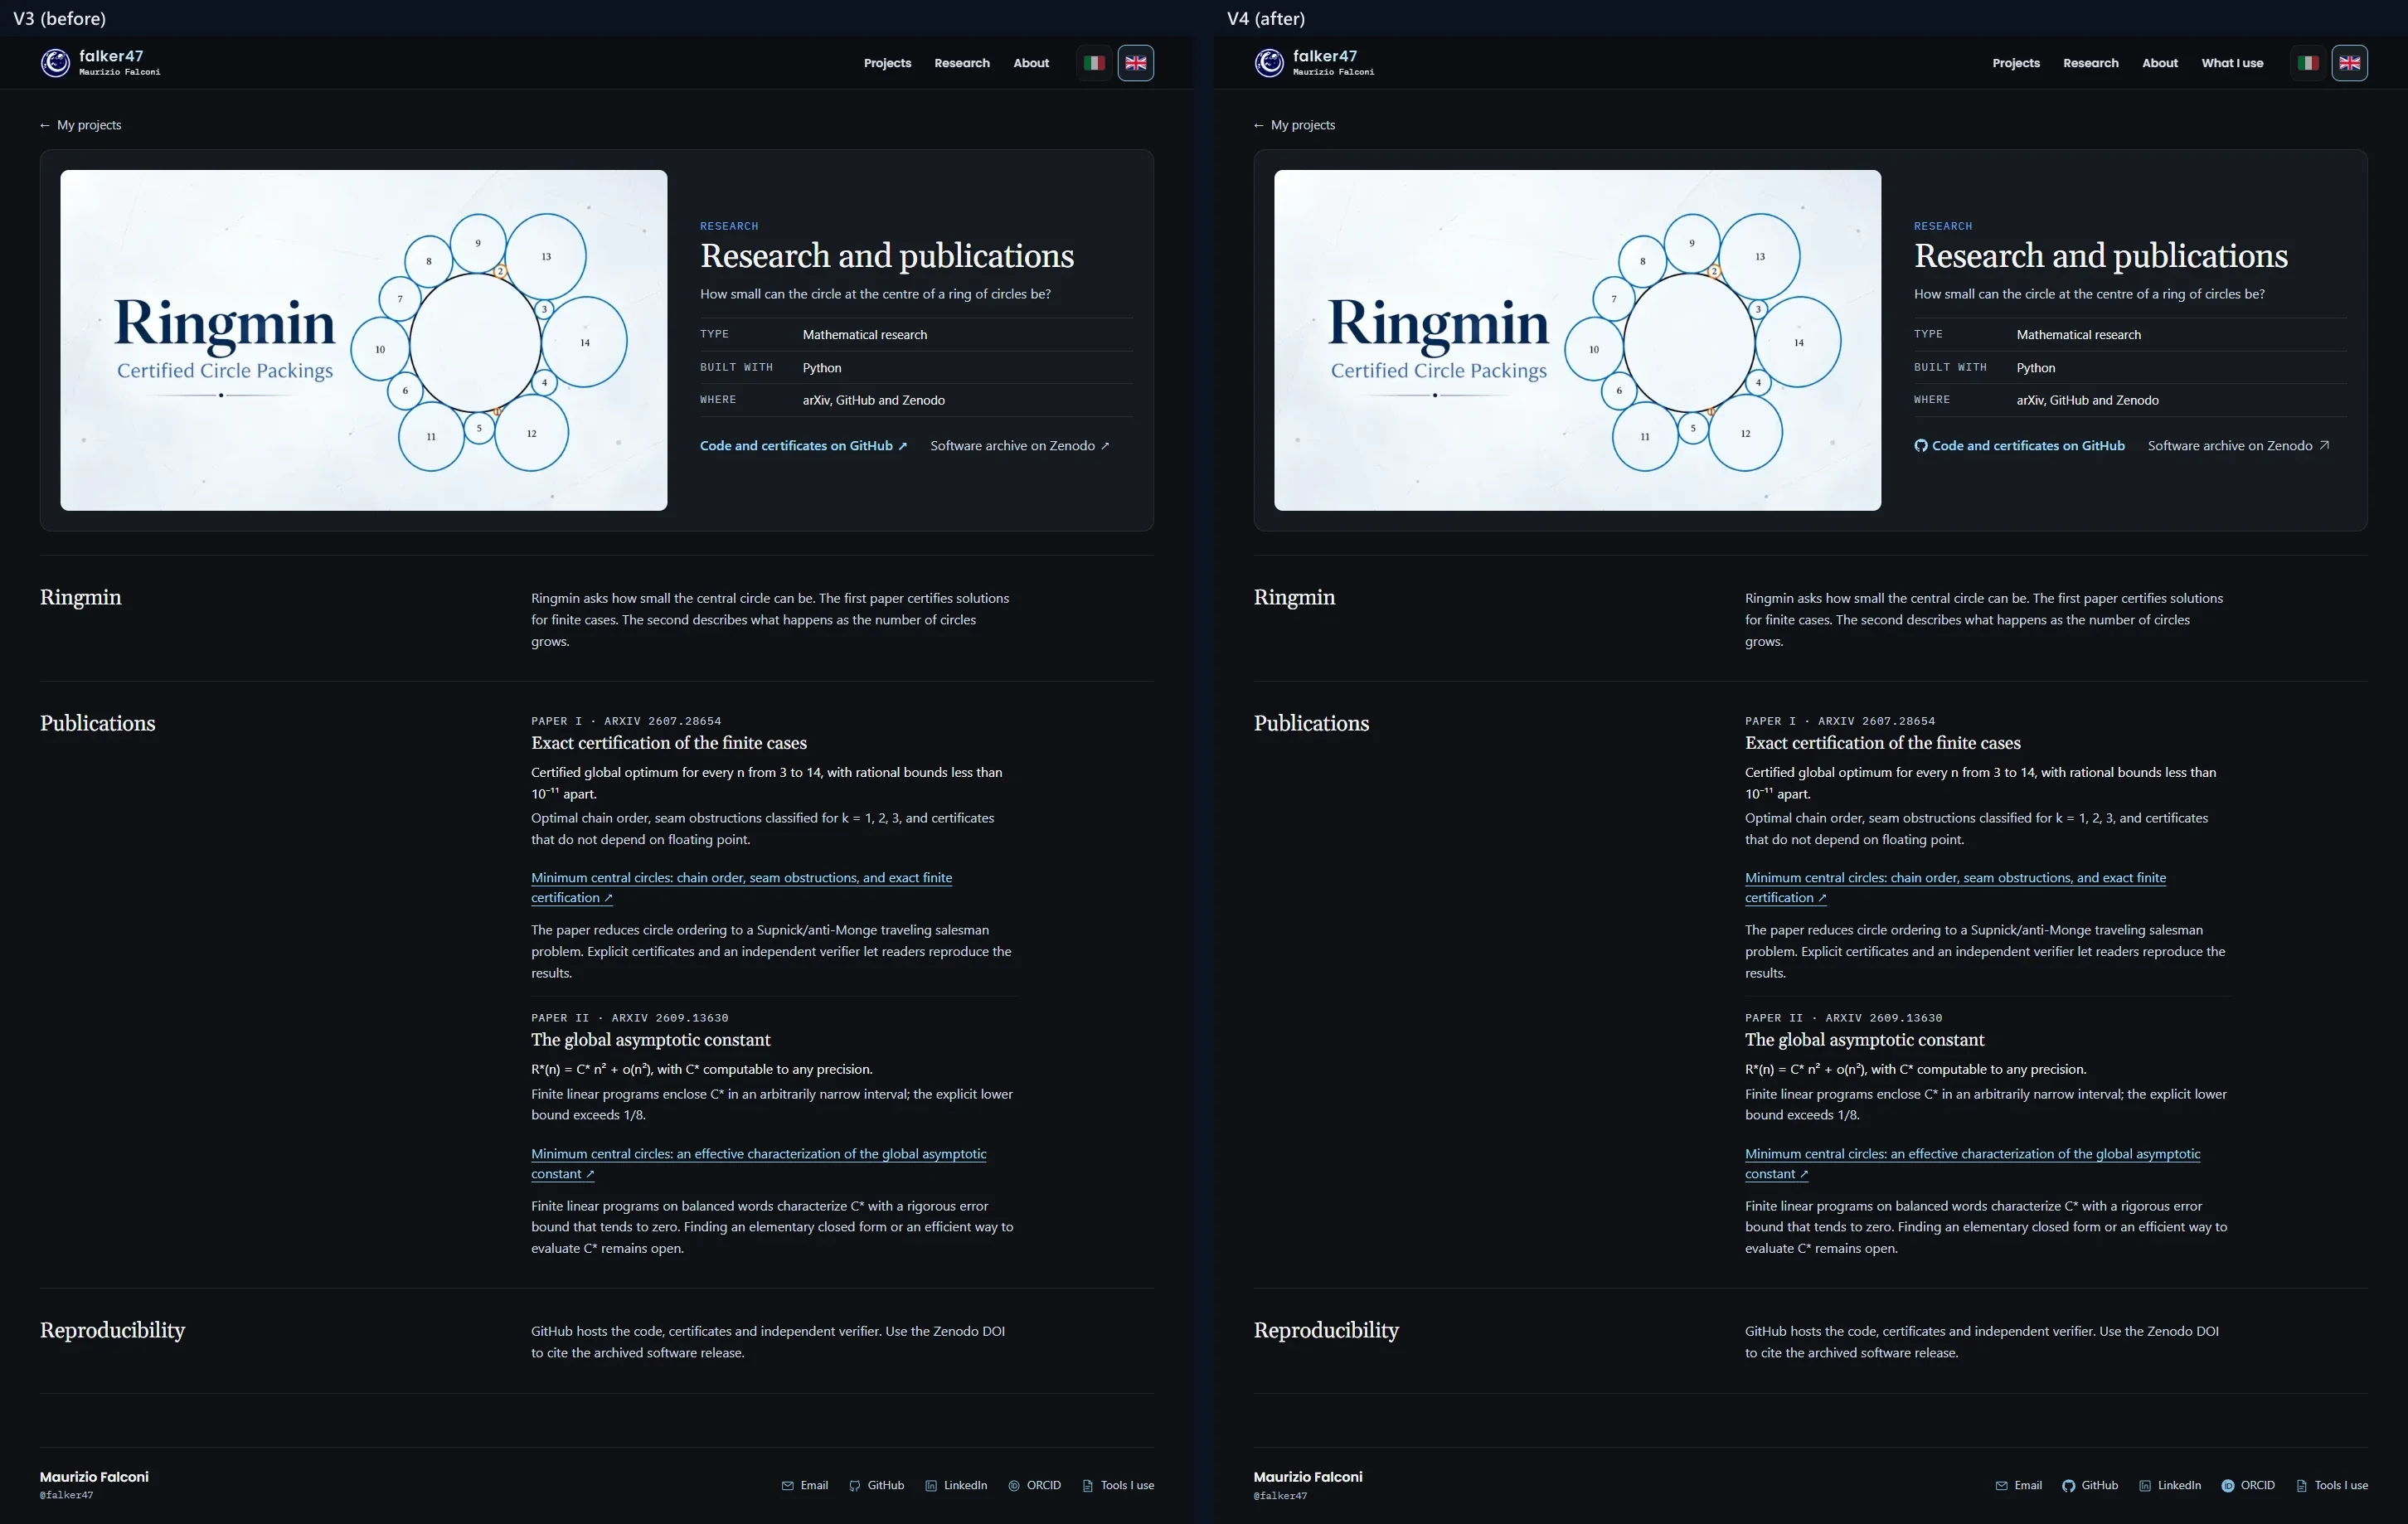 V3 (before)
falker47
Maurizio Falconi
Projects
Research
About
← My projects
Ringmin
Certified Circle Packings
9
13
8
2
7
3
10
14
6
4
5
11
12
RESEARCH
Research and publications
How small can the circle at the centre of a ring of circles be?
TYPE Mathematical research
BUILT WITH Python
WHERE arXiv, GitHub and Zenodo
Code and certificates on GitHub ↗ Software archive on Zenodo ↗
Ringmin
Ringmin asks how small the central circle can be. The first paper certifies solutions
for finite cases. The second describes what happens as the number of circles
grows.
Publications
PAPER I · ARXIV 2607.28654
Exact certification of the finite cases
Certified global optimum for every n from 3 to 14, with rational bounds less than
10⁻¹¹ apart.
Optimal chain order, seam obstructions classified for k = 1, 2, 3, and certificates
that do not depend on floating point.
Minimum central circles: chain order, seam obstructions, and exact finite
certification ↗
The paper reduces circle ordering to a Supnick/anti-Monge traveling salesman
problem. Explicit certificates and an independent verifier let readers reproduce the
results.
PAPER II · ARXIV 2609.13630
The global asymptotic constant
R*(n) = C* n² + o(n²), with C* computable to any precision.
Finite linear programs enclose C* in an arbitrarily narrow interval; the explicit lower
bound exceeds 1/8.
Minimum central circles: an effective characterization of the global asymptotic
constant ↗
Finite linear programs on balanced words characterize C* with a rigorous error
bound that tends to zero. Finding an elementary closed form or an efficient way to
evaluate C* remains open.
Reproducibility
GitHub hosts the code, certificates and independent verifier. Use the Zenodo DOI
to cite the archived software release.
Maurizio Falconi
@falker47
Email
GitHub
LinkedIn
ORCID
Tools I use
V4 (after)
falker47
Maurizio Falconi
Projects
Research
About
What I use
← My projects
Ringmin
Certified Circle Packings
9
13
8
2
7
3
10
14
6
4
5
11
12
RESEARCH
Research and publications
How small can the circle at the centre of a ring of circles be?
TYPE Mathematical research
BUILT WITH Python
WHERE arXiv, GitHub and Zenodo
Code and certificates on GitHub Software archive on Zenodo ↗
Ringmin
Ringmin asks how small the central circle can be. The first paper certifies solutions
for finite cases. The second describes what happens as the number of circles
grows.
Publications
PAPER I · ARXIV 2607.28654
Exact certification of the finite cases
Certified global optimum for every n from 3 to 14, with rational bounds less than
10⁻¹¹ apart.
Optimal chain order, seam obstructions classified for k = 1, 2, 3, and certificates
that do not depend on floating point.
Minimum central circles: chain order, seam obstructions, and exact finite
certification ↗
The paper reduces circle ordering to a Supnick/anti-Monge traveling salesman
problem. Explicit certificates and an independent verifier let readers reproduce the
results.
PAPER II · ARXIV 2609.13630
The global asymptotic constant
R*(n) = C* n² + o(n²), with C* computable to any precision.
Finite linear programs enclose C* in an arbitrarily narrow interval; the explicit lower
bound exceeds 1/8.
Minimum central circles: an effective characterization of the global asymptotic
constant ↗
Finite linear programs on balanced words characterize C* with a rigorous error
bound that tends to zero. Finding an elementary closed form or an efficient way to
evaluate C* remains open.
Reproducibility
GitHub hosts the code, certificates and independent verifier. Use the Zenodo DOI
to cite the archived software release.
Maurizio Falconi
@falker47
Email
GitHub
LinkedIn
ORCID
Tools I use